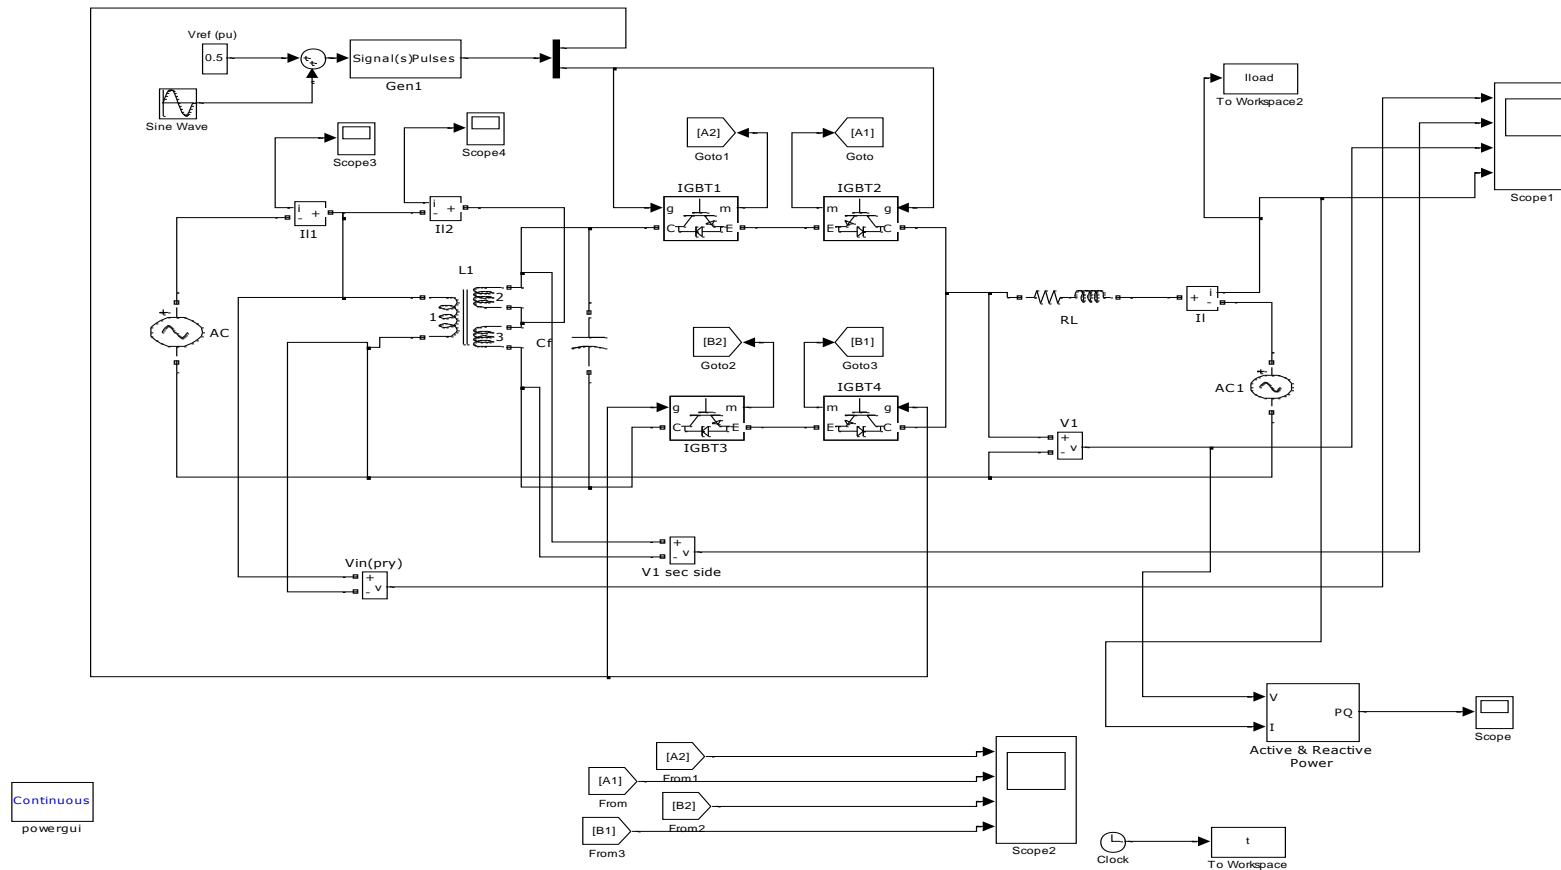 Vref (pu)
0.5
Signal(s)Pulses
Gen1
Sine Wave
Iload
To Workspace2
Scope1
Scope3
Scope4
[A2]
Goto1
[A1]
Goto
IGBT1
g
m
C
E
IGBT2
m
g
E
C
i
+
-
Il1
i
+
-
Il2
L1
1
2
3
Cf
+
AC
RL
+
i
-
Il
+
AC1
[B2]
Goto2
[B1]
Goto3
g
m
C
E
IGBT3
IGBT4
m
g
E
C
V1
+
v
-
+
v
-
V1 sec side
Vin(pry)
+
v
-
V
I
PQ
Active & Reactive
Power
Scope
[A2]
From1
[A1]
From
[B2]
From2
[B1]
From3
Scope2
Continuous
powergui
Clock
t
To Workspace